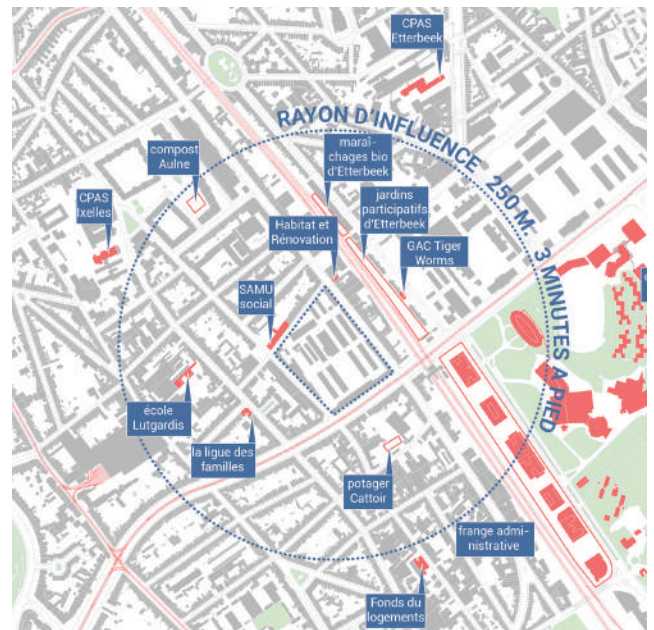 CPAS
Etterbeek
RAYON D'INFLUENCE 250 M - 3 MINUTES A PIED
maraî-
chages bio
d'Etterbeek
compost
Aulne
jardins
participatifs
d'Etterbeek
CPAS
Ixelles
Habitat et
Rénovation
GAC Tiger
Worms
SAMU
social
école
Lutgardis
la ligue des
familles
potager
Cattoir
frange admi-
nistrative
Fonds du
logements